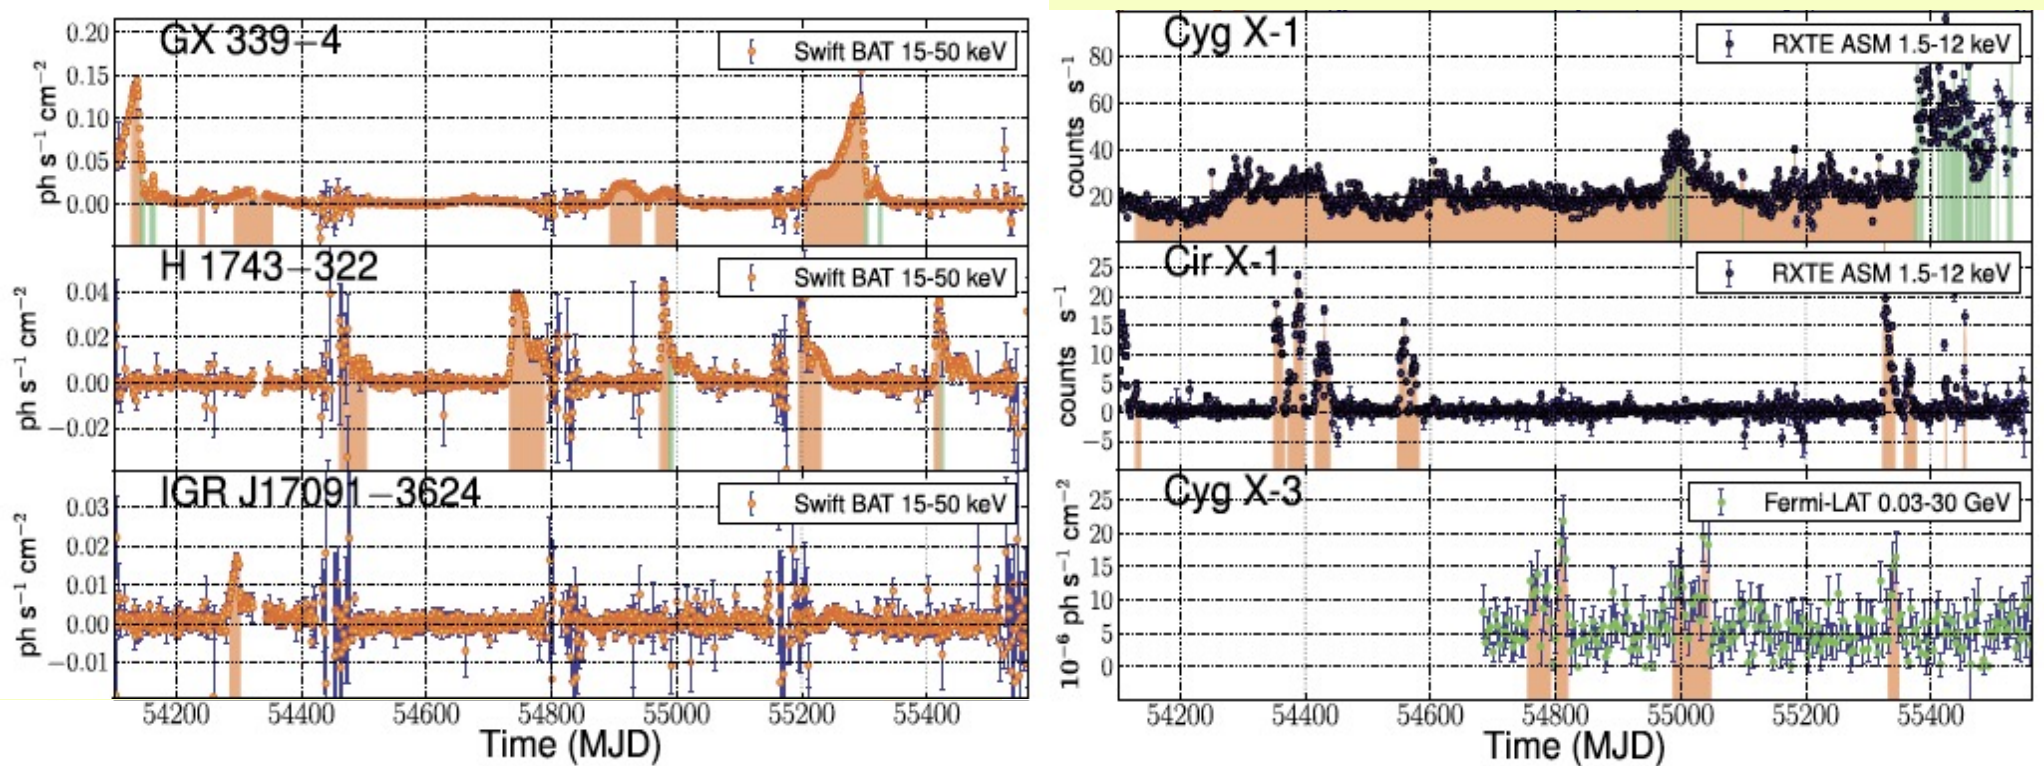 GX 339−4
Swift BAT 15-50 keV
ph s⁻¹ cm⁻²
0.20
0.15
0.10
0.05
0.00
H 1743−322
Swift BAT 15-50 keV
ph s⁻¹ cm⁻²
0.04
0.02
0.00
−0.02
IGR J17091−3624
Swift BAT 15-50 keV
ph s⁻¹ cm⁻²
0.03
0.02
0.01
0.00
−0.01
54200 54400 54600 54800 55000 55200 55400
Time (MJD)
Cyg X-1
RXTE ASM 1.5-12 keV
counts s⁻¹
80
60
40
20
Cir X-1
RXTE ASM 1.5-12 keV
counts s⁻¹
25
20
15
10
5
0
−5
Cyg X-3
Fermi-LAT 0.03-30 GeV
10⁻⁶ ph s⁻¹ cm⁻²
25
20
15
10
5
0
54200 54400 54600 54800 55000 55200 55400
Time (MJD)